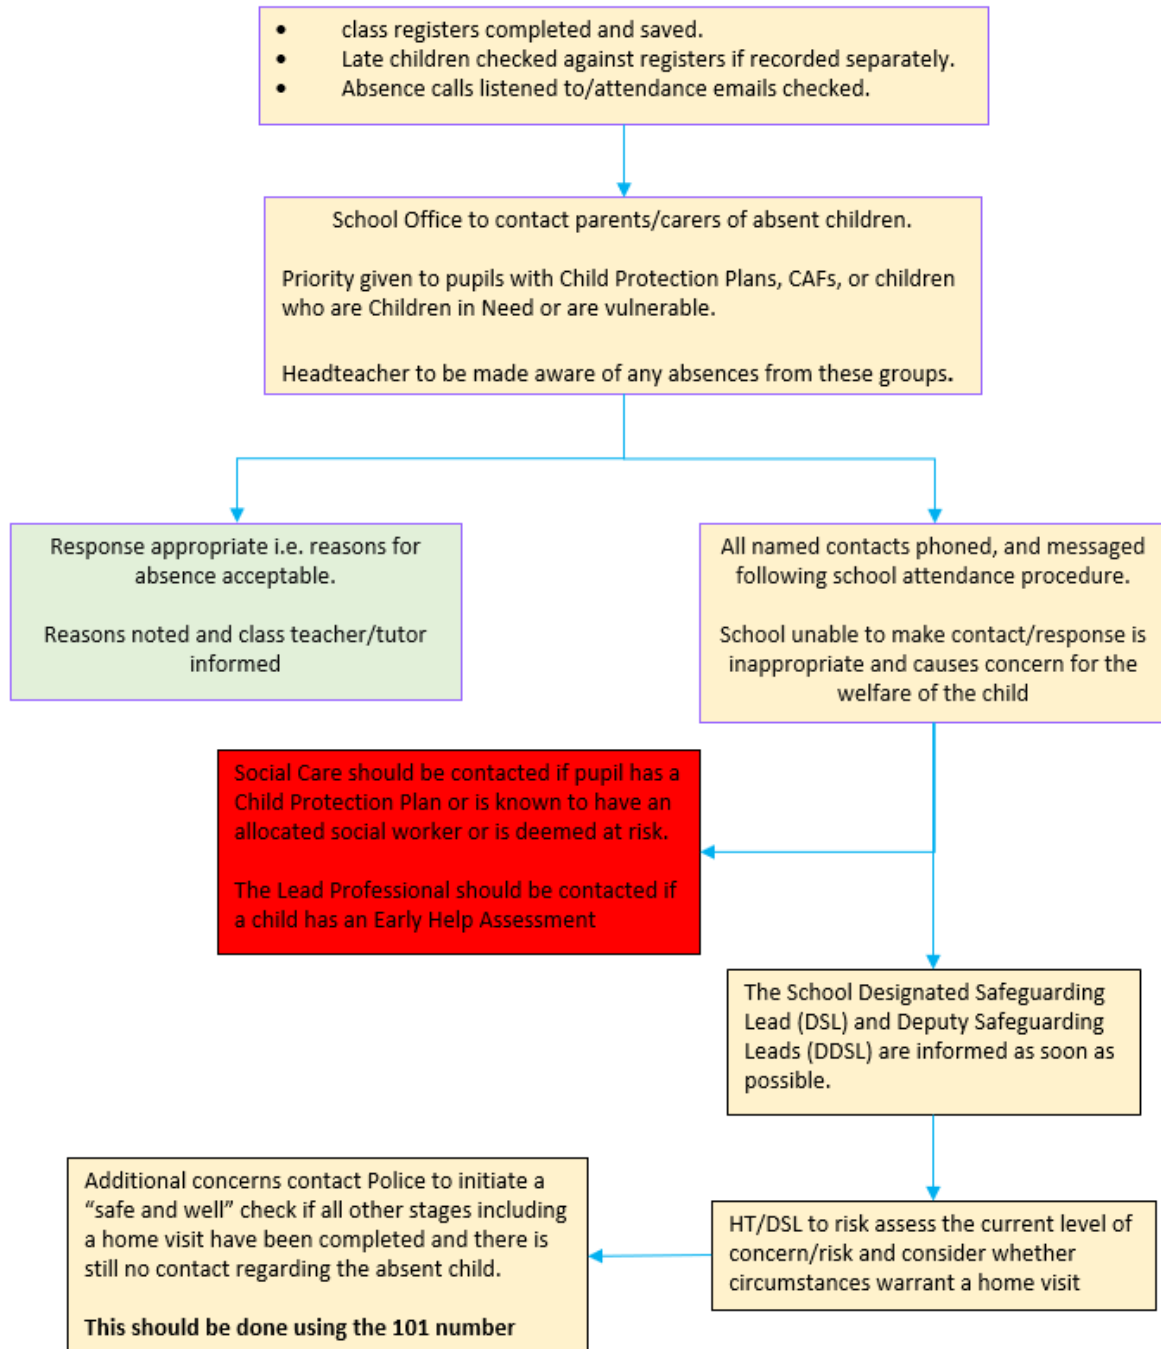 • class registers completed and saved.
• Late children checked against registers if recorded separately.
• Absence calls listened to/attendance emails checked.
School Office to contact parents/carers of absent children.
Priority given to pupils with Child Protection Plans, CAFs, or children
who are Children in Need or are vulnerable.
Headteacher to be made aware of any absences from these groups.
Response appropriate i.e. reasons for
absence acceptable.
Reasons noted and class teacher/tutor
informed
All named contacts phoned, and messaged
following school attendance procedure.
School unable to make contact/response is
inappropriate and causes concern for the
welfare of the child
Social Care should be contacted if pupil has a
Child Protection Plan or is known to have an
allocated social worker or is deemed at risk.
The Lead Professional should be contacted if
a child has an Early Help Assessment
The School Designated Safeguarding
Lead (DSL) and Deputy Safeguarding
Leads (DDSL) are informed as soon as
possible.
HT/DSL to risk assess the current level of
concern/risk and consider whether
circumstances warrant a home visit
Additional concerns contact Police to initiate a
“safe and well” check if all other stages including
a home visit have been completed and there is
still no contact regarding the absent child.
This should be done using the 101 number